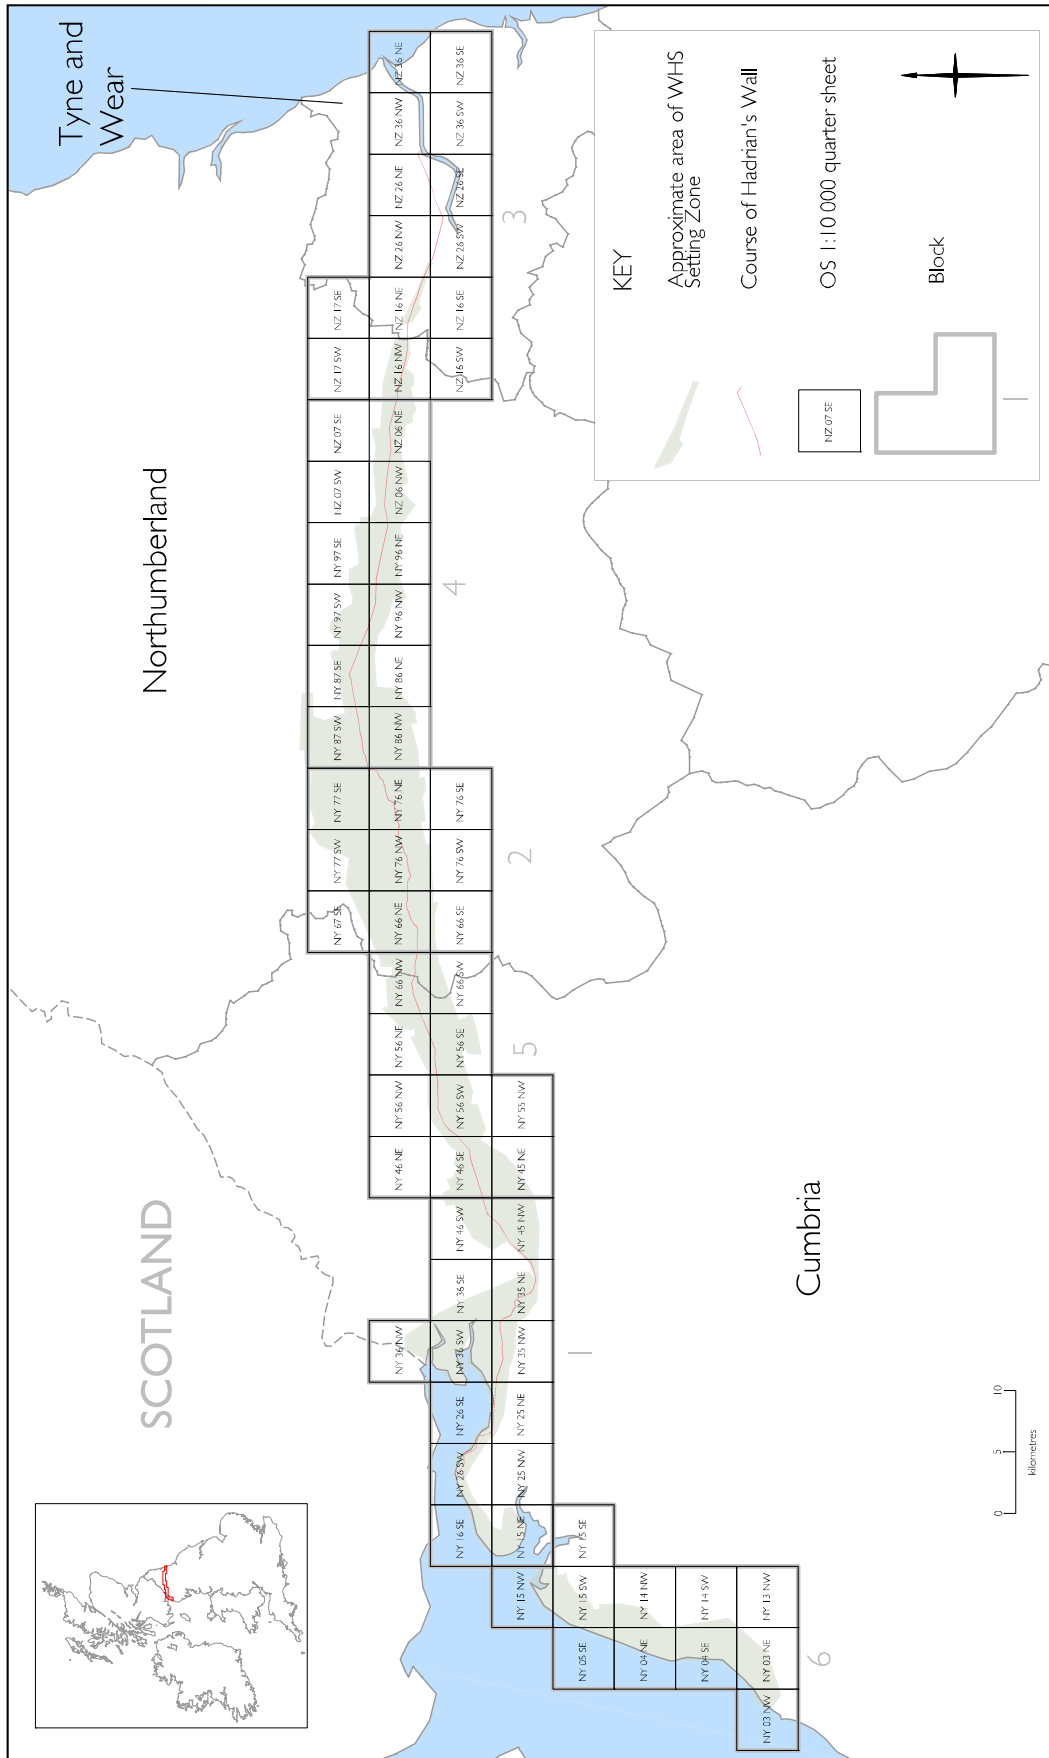 SCOTLAND
Northumberland
Tyne and
Wear
Cumbria
NY 67 SE
NY 77 SW
NY 77 SE
NY 87 SW
NY 87 SE
NY 97 SW
NY 97 SE
NZ 07 SW
NZ 07 SE
NZ 17 SW
NZ 17 SE
NY 36 NW
NY 46 NE
NY 56 NW
NY 56 NE
NY 66 NW
NY 66 NE
NY 76 NW
NY 76 NE
NY 86 NW
NY 86 NE
NY 96 NW
NY 96 NE
NZ 06 NW
NZ 06 NE
NZ 16 NW
NZ 16 NE
NZ 26 NW
NZ 26 NE
NZ 36 NW
NZ 36 NE
NY 16 SE
NY 26 SW
NY 26 SE
NY 36 SW
NY 36 SE
NY 46 SW
NY 46 SE
NY 56 SW
NY 56 SE
NY 66 SW
NY 66 SE
NY 76 SW
NY 76 SE
NZ 16 SW
NZ 16 SE
NZ 26 SW
NZ 26 SE
NZ 36 SW
NZ 36 SE
NY 15 NW
NY 15 NE
NY 25 NW
NY 25 NE
NY 35 NW
NY 35 NE
NY 45 NW
NY 45 NE
NY 55 NW
NY 05 SE
NY 15 SW
NY 15 SE
NY 04 NE
NY 14 NW
NY 04 SE
NY 14 SW
NY 03 NW
NY 03 NE
NY 13 NW
6
1
5
2
4
3
0
5
10
kilometres
KEY
Approximate area of WHS
Setting Zone
Course of Hadrian's Wall
NZ 07 SE
OS 1:10 000 quarter sheet
1
Block